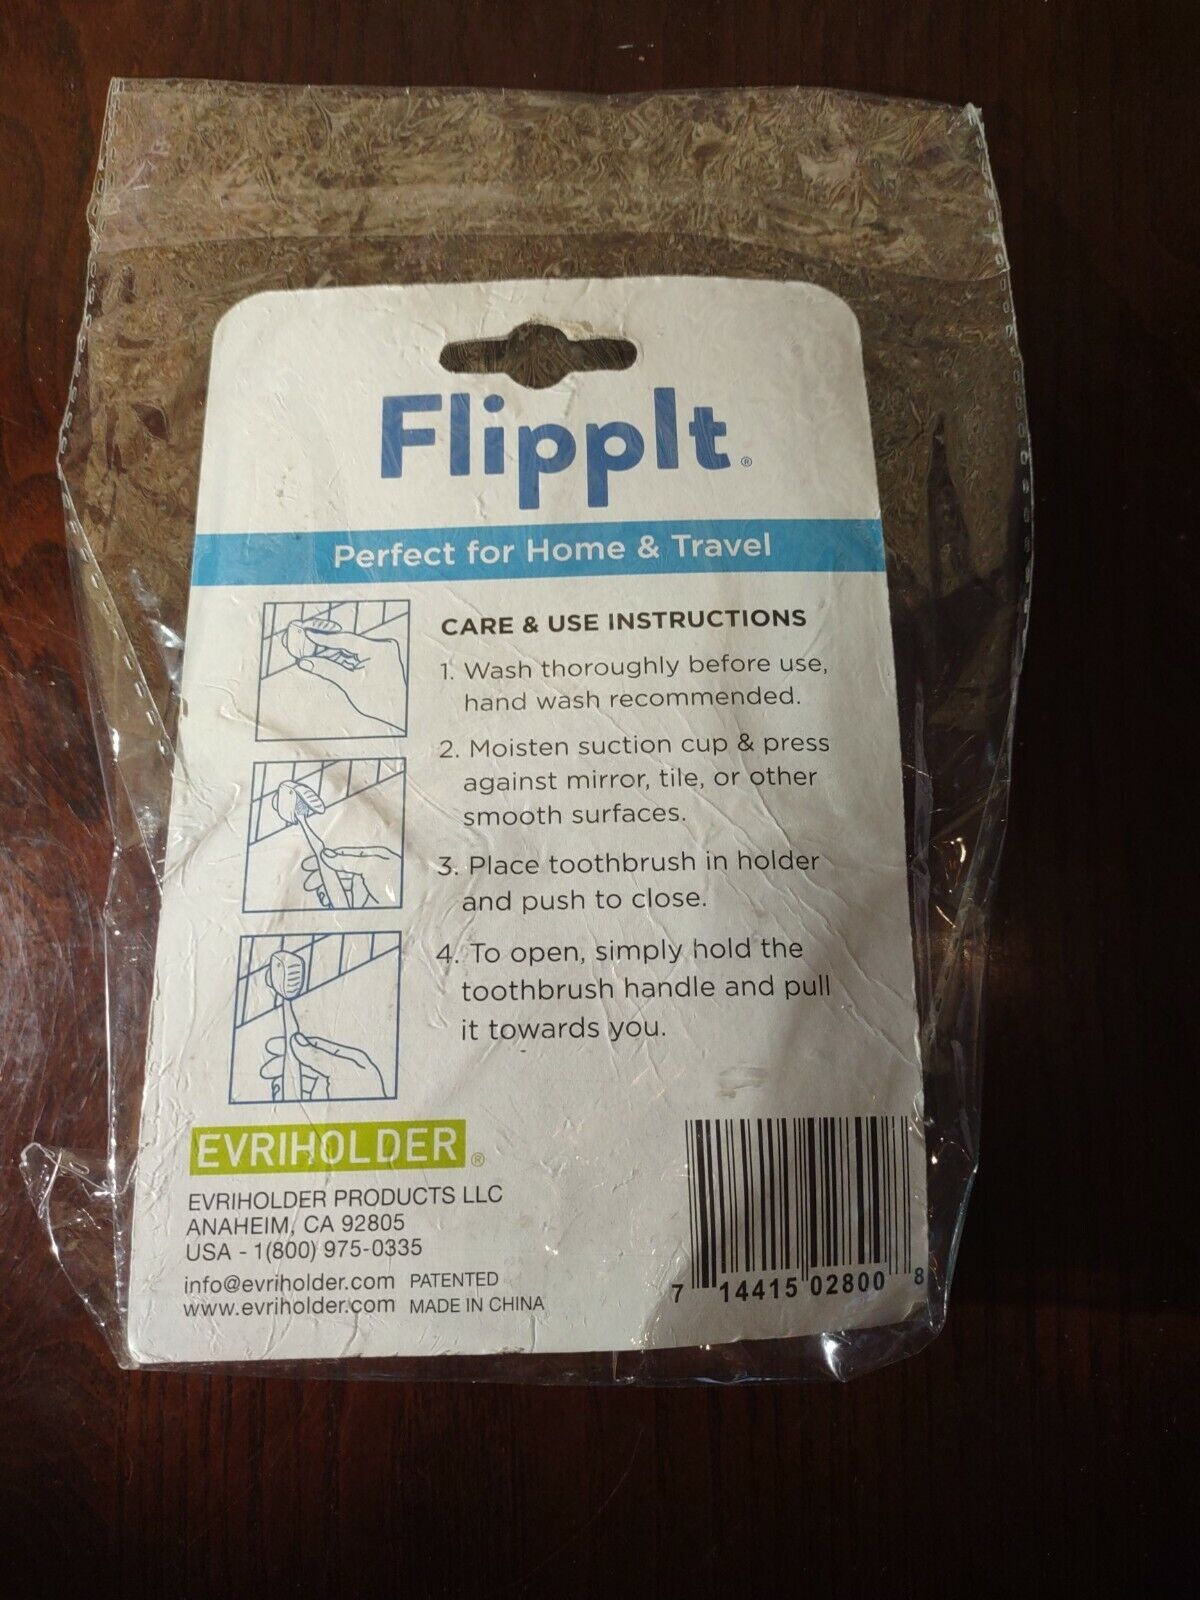 FlippIt®
Perfect for Home & Travel
CARE & USE INSTRUCTIONS
1. Wash thoroughly before use,
hand wash recommended.
2. Moisten suction cup & press
against mirror, tile, or other
smooth surfaces.
3. Place toothbrush in holder
and push to close.
4. To open, simply hold the
toothbrush handle and pull
it towards you.
EVRIHOLDER®
EVRIHOLDER PRODUCTS LLC
ANAHEIM, CA 92805
USA - 1(800) 975-0335
info@evriholder.com PATENTED
www.evriholder.com MADE IN CHINA
7 14415 02800 8